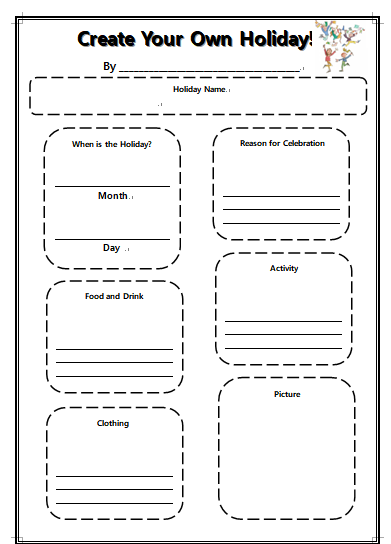 Create Your Own Holiday!
By ________________________________
Holiday Name
When is the Holiday?
Month
Day
Reason for Celebration
Food and Drink
Activity
Clothing
Picture